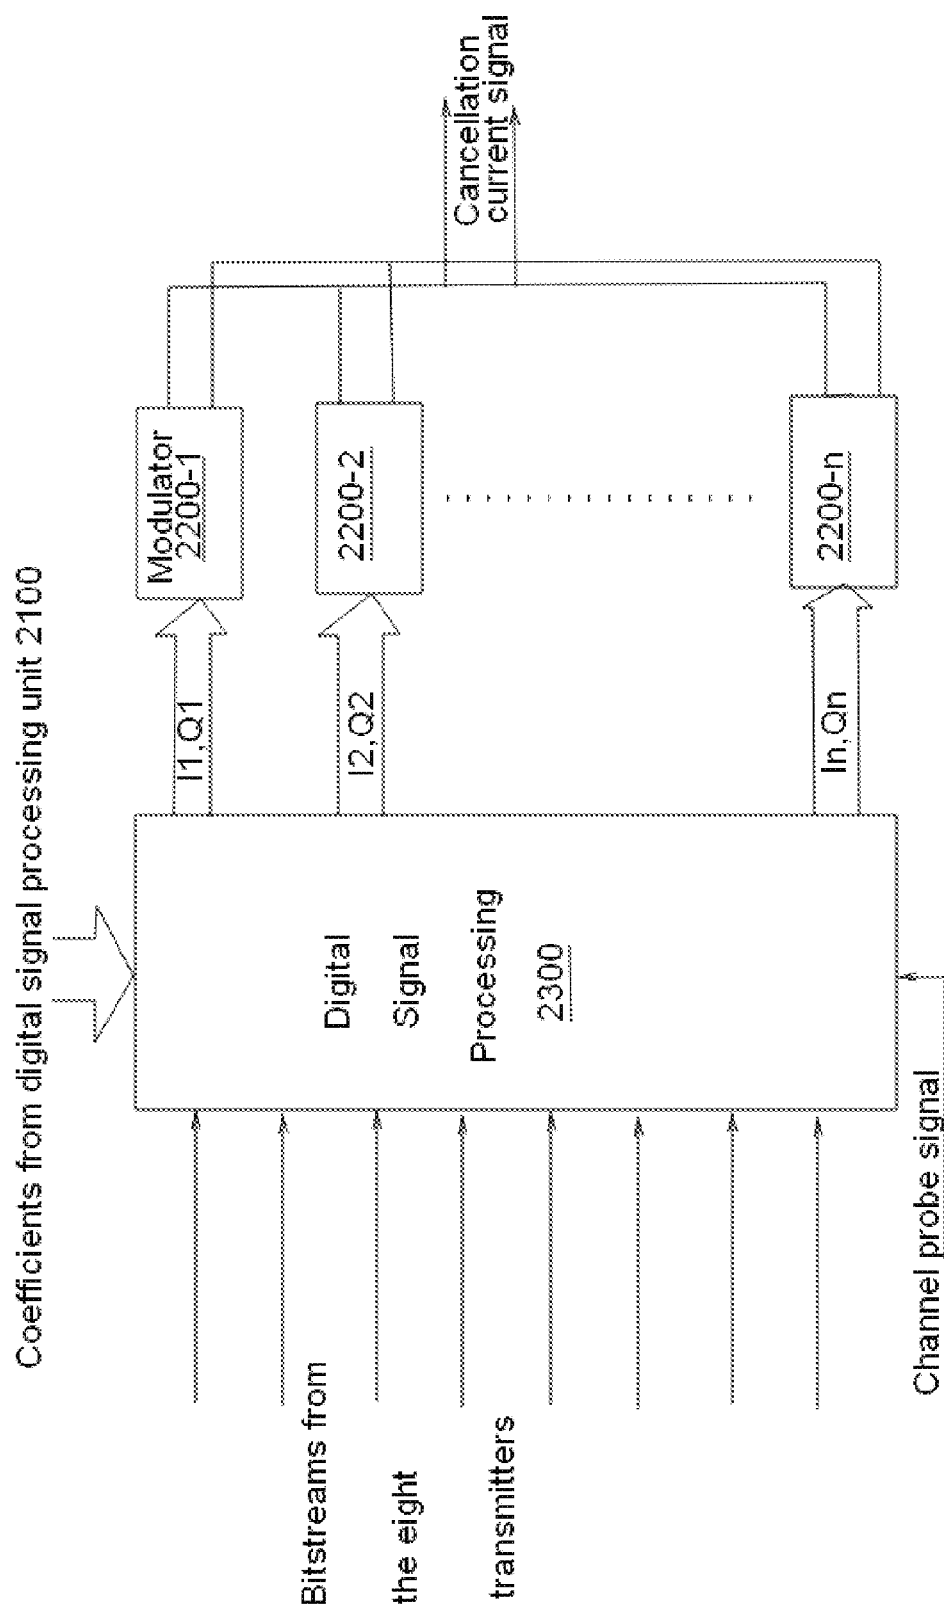 Coefficients from digital signal processing unit 2100
Bitstreams from
the eight
transmitters
Channel probe signal
Digital
Signal
Processing
2300
I1,Q1
I2,Q2
In,Qn
Modulator
2200-1
2200-2
2200-n
Cancellation
current signal